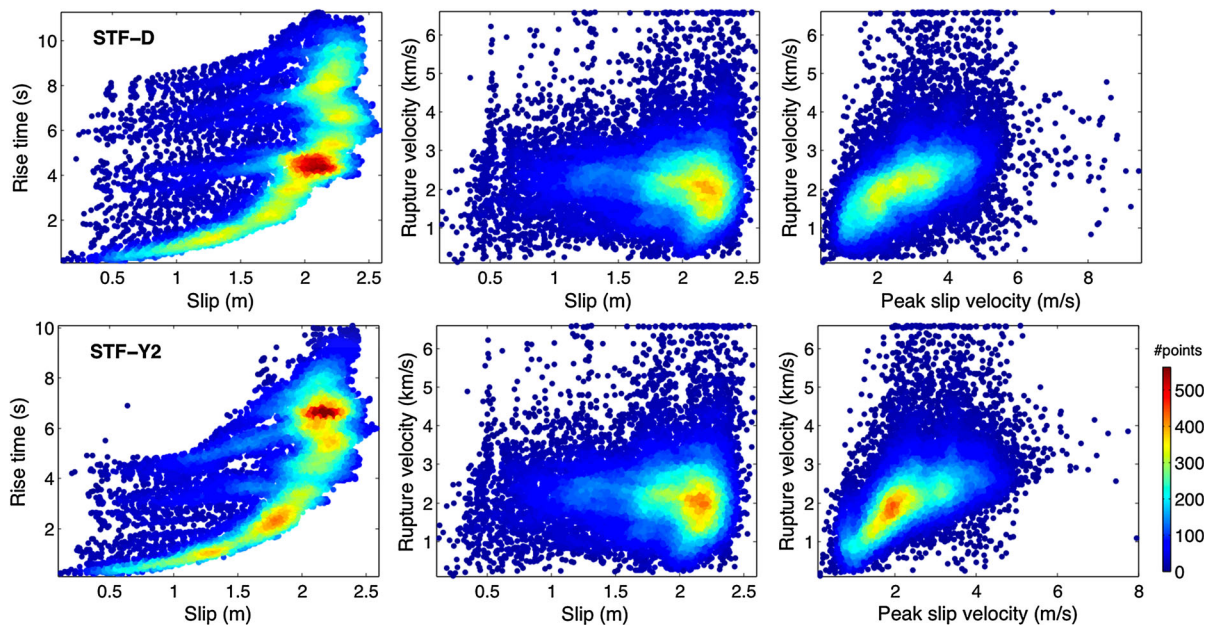 STF-D
Rise time (s)
10
8
6
4
2
0.5 1 1.5 2 2.5
Slip (m)
Rupture velocity (km/s)
6
5
4
3
2
1
0.5 1 1.5 2 2.5
Slip (m)
Rupture velocity (km/s)
6
5
4
3
2
1
2 4 6 8
Peak slip velocity (m/s)
STF-Y2
Rise time (s)
10
8
6
4
2
0.5 1 1.5 2 2.5
Slip (m)
Rupture velocity (km/s)
6
5
4
3
2
1
0.5 1 1.5 2 2.5
Slip (m)
Rupture velocity (km/s)
6
5
4
3
2
1
2 4 6 8
Peak slip velocity (m/s)
#points
500
400
300
200
100
0